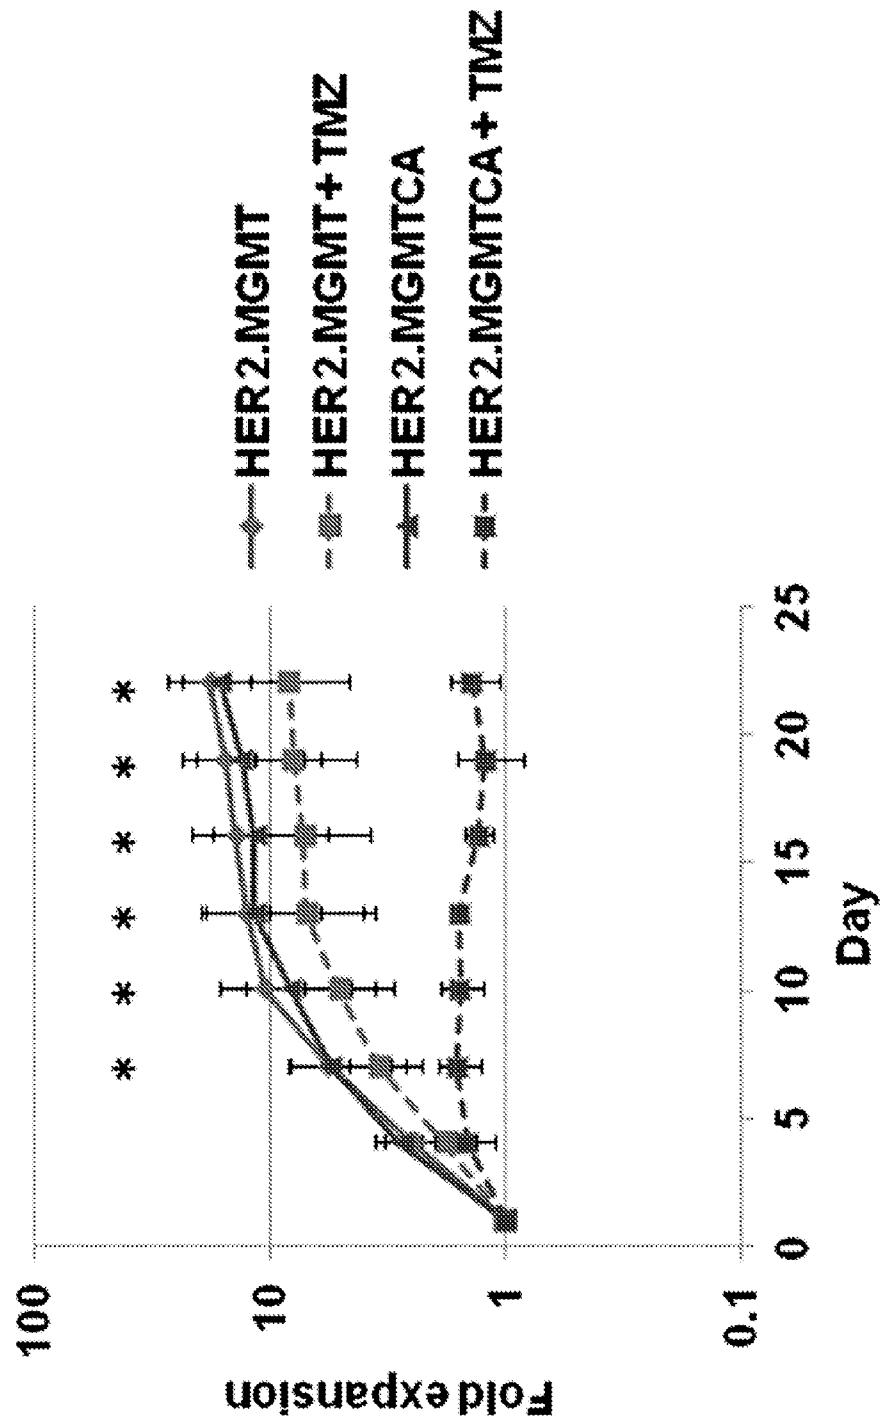 Fold expansion
100
10
1
0.1
* * * * * *
0 5 10 15 20 25
Day
HER2.MGMT
HER2.MGMT+ TMZ
HER2.MGMTCA
HER2.MGMTCA + TMZ